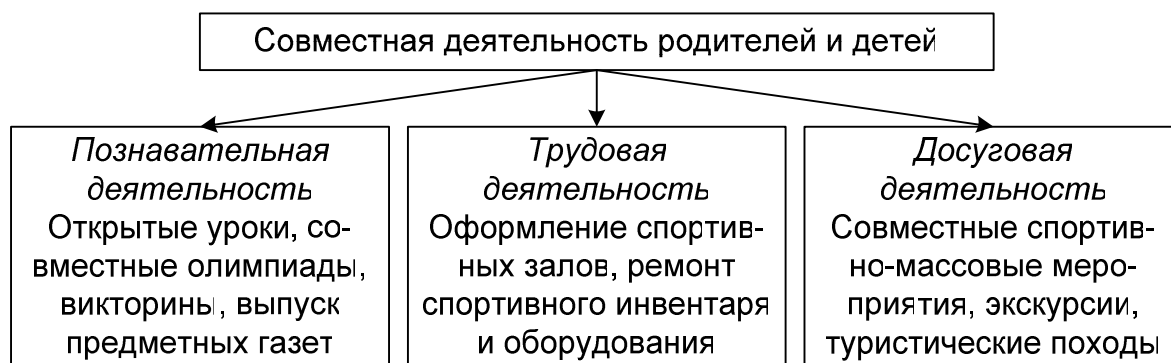 Совместная деятельность родителей и детей
Познавательная
деятельность
Открытые уроки, со-
вместные олимпиады,
викторины, выпуск
предметных газет
Трудовая
деятельность
Оформление спортив-
ных залов, ремонт
спортивного инвентаря
и оборудования
Досуговая
деятельность
Совместные спортив-
но-массовые меро-
приятия, экскурсии,
туристические походы